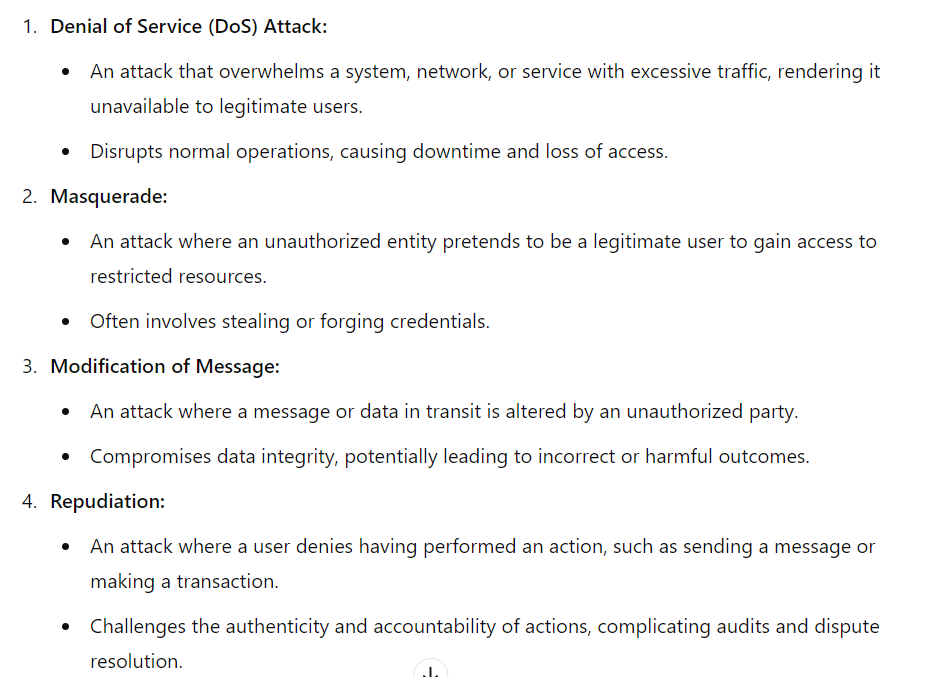 1. Denial of Service (DoS) Attack:
• An attack that overwhelms a system, network, or service with excessive traffic, rendering it
unavailable to legitimate users.
• Disrupts normal operations, causing downtime and loss of access.
2. Masquerade:
• An attack where an unauthorized entity pretends to be a legitimate user to gain access to
restricted resources.
• Often involves stealing or forging credentials.
3. Modification of Message:
• An attack where a message or data in transit is altered by an unauthorized party.
• Compromises data integrity, potentially leading to incorrect or harmful outcomes.
4. Repudiation:
• An attack where a user denies having performed an action, such as sending a message or
making a transaction.
• Challenges the authenticity and accountability of actions, complicating audits and dispute
resolution.